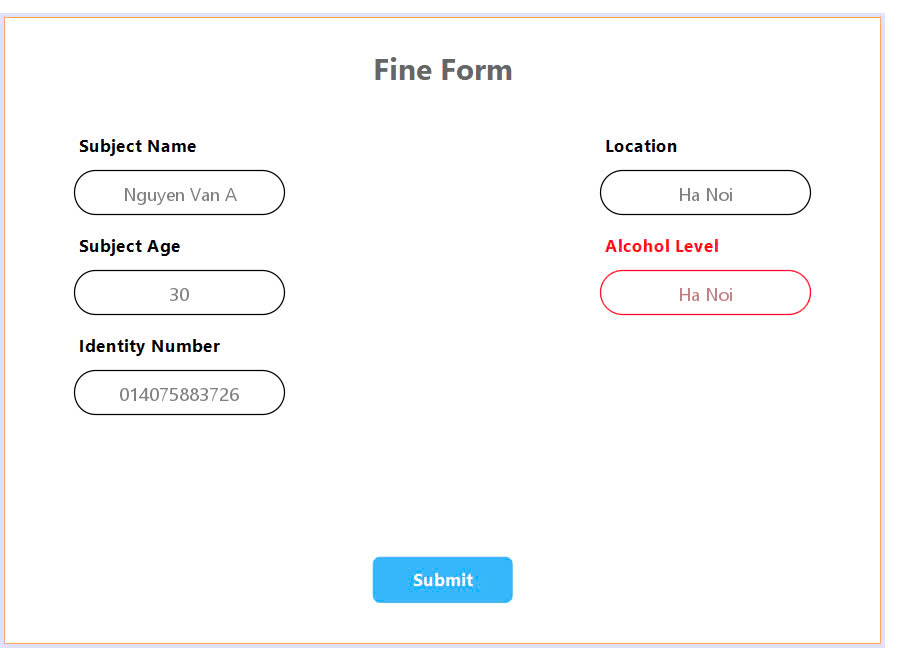 Fine Form
Subject Name
Location
Nguyen Van A
Ha Noi
Subject Age
Alcohol Level
30
Ha Noi
Identity Number
014075883726
Submit